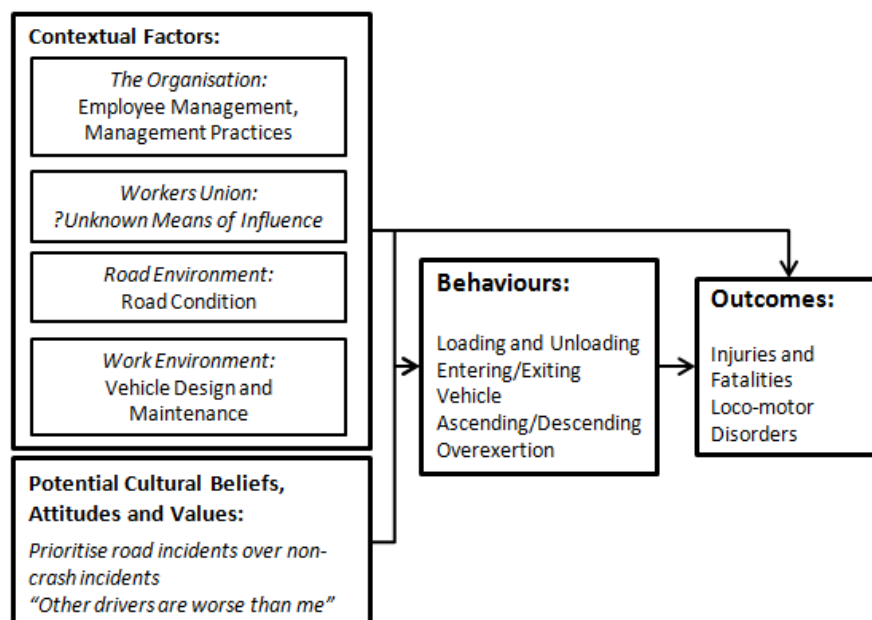 Contextual Factors:
The Organisation:
Employee Management,
Management Practices
Workers Union:
?Unknown Means of Influence
Road Environment:
Road Condition
Work Environment:
Vehicle Design and
Maintenance
Potential Cultural Beliefs,
Attitudes and Values:
Prioritise road incidents over non-
crash incidents
“Other drivers are worse than me”
Behaviours:
Loading and Unloading
Entering/Exiting
Vehicle
Ascending/Descending
Overexertion
Outcomes:
Injuries and
Fatalities
Loco-motor
Disorders